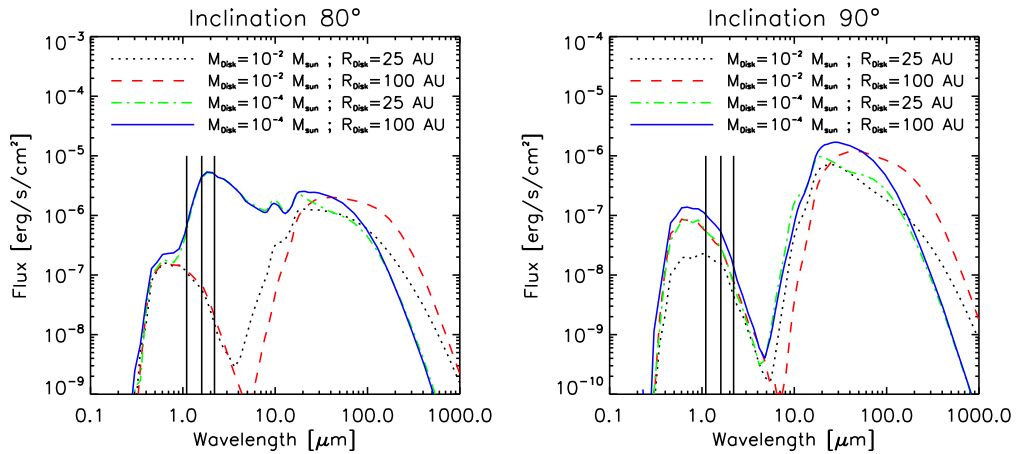 Inclination 80°
10⁻³
10⁻⁴
10⁻⁵
10⁻⁶
10⁻⁷
10⁻⁸
10⁻⁹
Flux [erg/s/cm²]
M_Disk=10⁻² M_sun ; R_Disk=25 AU
M_Disk=10⁻² M_sun ; R_Disk=100 AU
M_Disk=10⁻⁴ M_sun ; R_Disk=25 AU
M_Disk=10⁻⁴ M_sun ; R_Disk=100 AU
0.1 1.0 10.0 100.0 1000.0
Wavelength [μm]
Inclination 90°
10⁻⁴
10⁻⁵
10⁻⁶
10⁻⁷
10⁻⁸
10⁻⁹
10⁻¹⁰
Flux [erg/s/cm²]
M_Disk=10⁻² M_sun ; R_Disk=25 AU
M_Disk=10⁻² M_sun ; R_Disk=100 AU
M_Disk=10⁻⁴ M_sun ; R_Disk=25 AU
M_Disk=10⁻⁴ M_sun ; R_Disk=100 AU
0.1 1.0 10.0 100.0 1000.0
Wavelength [μm]